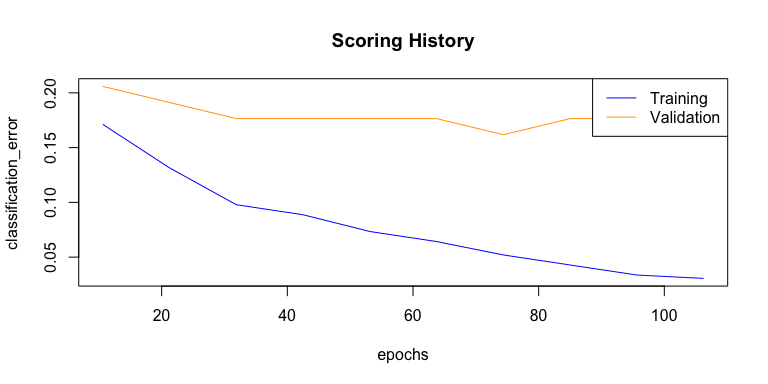 Scoring History
Training
Validation
classification_error
0.20
0.15
0.10
0.05
20 40 60 80 100
epochs